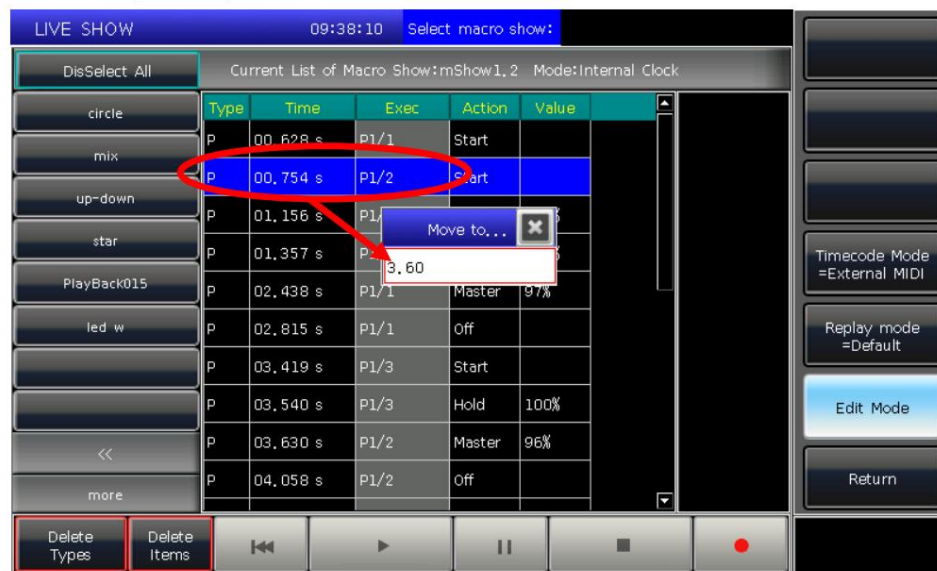 LIVE SHOW 09:38:10 Select macro show:
DisSelect All Current List of Macro Show:mShow1.2 Mode:Internal Clock
circle
mix
up-down
star
PlayBack015
led w
<<
more
Type Time Exec Action Value
P 00.628 s P1/1 Start
P 00.754 s P1/2 Start
P 01.156 s
P 01.357 s
P 02.438 s P1/1 Master 97%
P 02.815 s P1/1 Off
P 03.419 s P1/3 Start
P 03.540 s P1/3 Hold 100%
P 03.630 s P1/2 Master 96%
P 04.058 s P1/2 Off
Move to...
3.60
Timecode Mode
=External MIDI
Replay mode
=Default
Edit Mode
Return
Delete
Types
Delete
Items